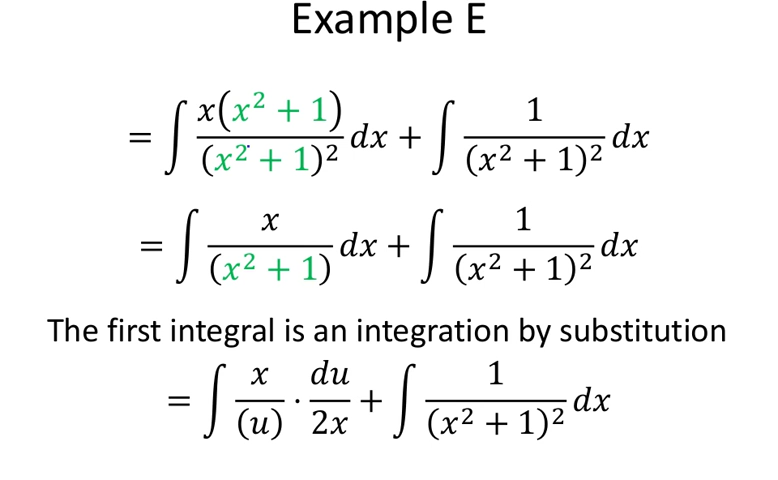 Example E
= ∫ x(x² + 1)/(x² + 1)² dx + ∫ 1/(x² + 1)² dx
= ∫ x/(x² + 1) dx + ∫ 1/(x² + 1)² dx
The first integral is an integration by substitution
= ∫ x/(u) · du/2x + ∫ 1/(x² + 1)² dx